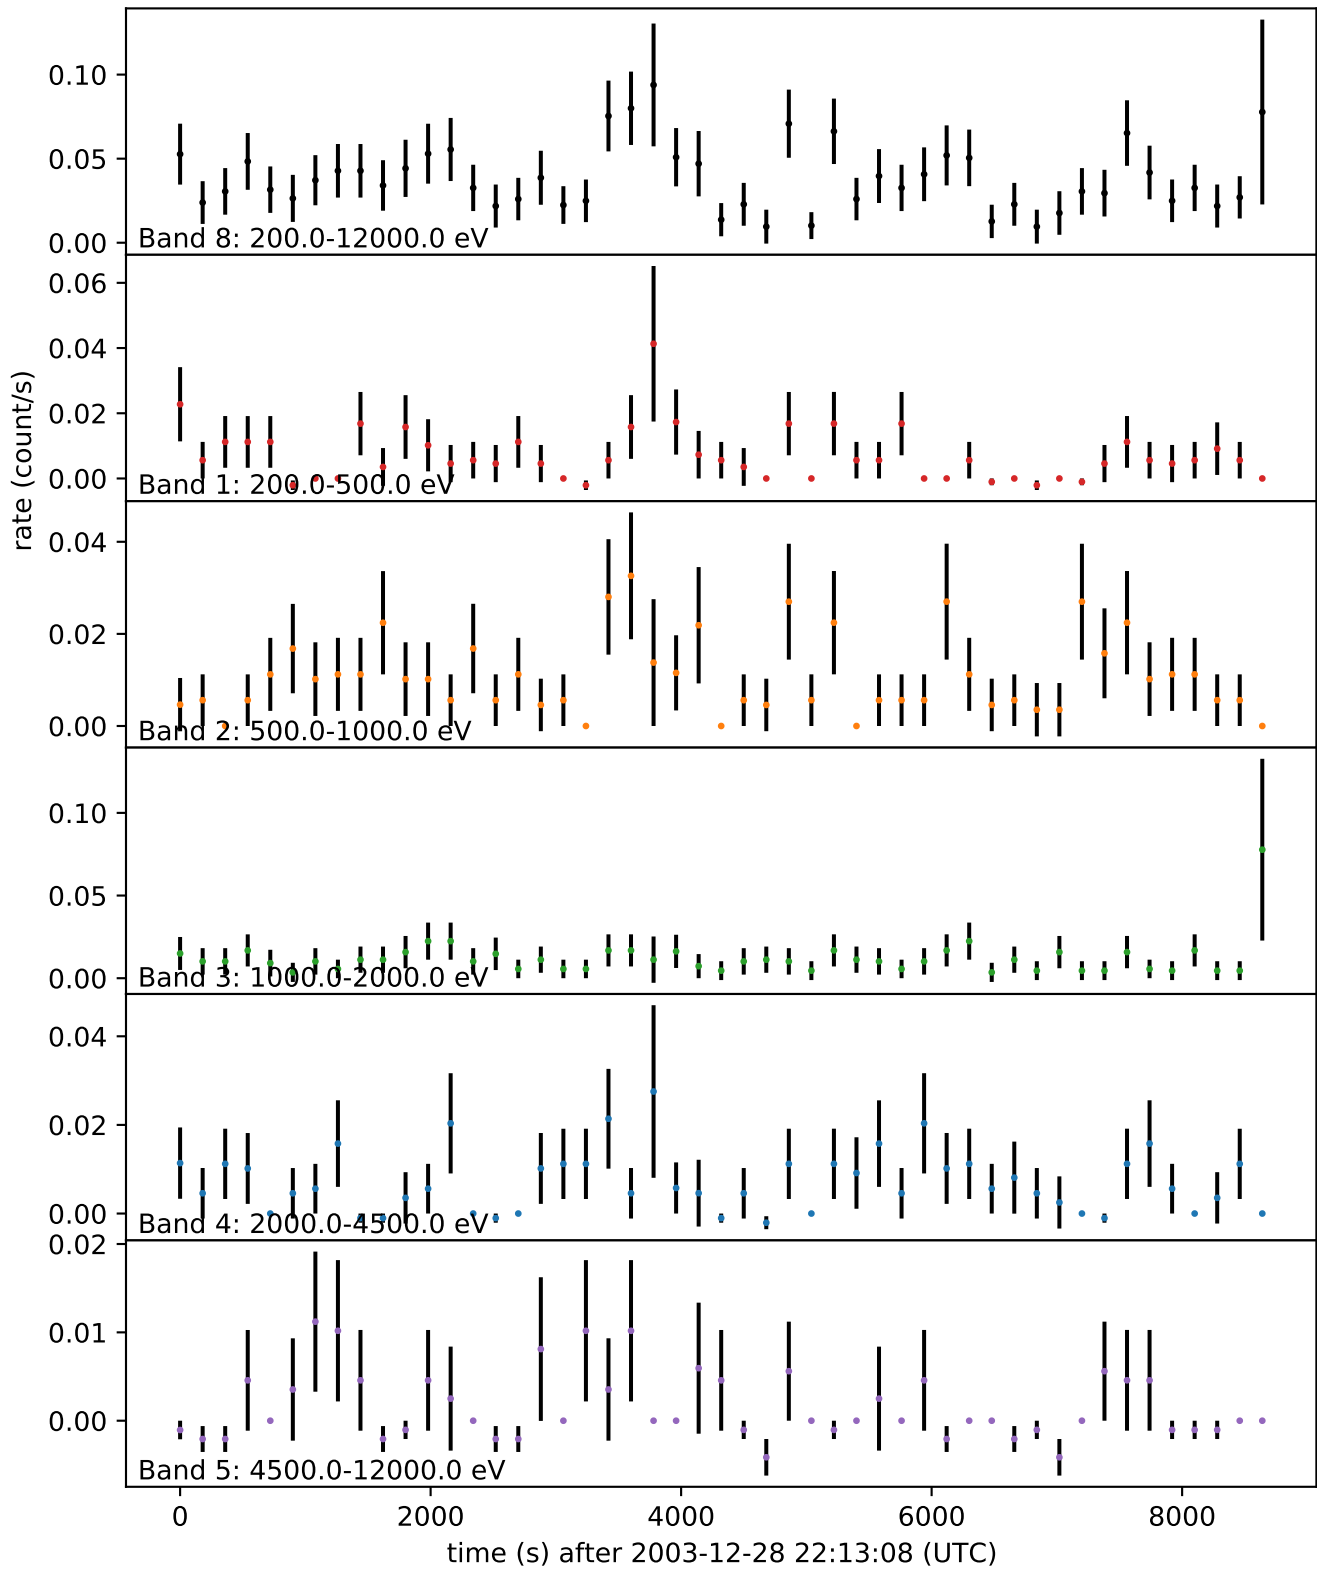 0.10
0.05
0.00
Band 8: 200.0-12000.0 eV
0.06
0.04
0.02
0.00
Band 1: 200.0-500.0 eV
rate (count/s)
0.04
0.02
0.00
Band 2: 500.0-1000.0 eV
0.10
0.05
0.00
Band 3: 1000.0-2000.0 eV
0.04
0.02
0.00
Band 4: 2000.0-4500.0 eV
0.02
0.01
0.00
Band 5: 4500.0-12000.0 eV
0 2000 4000 6000 8000
time (s) after 2003-12-28 22:13:08 (UTC)